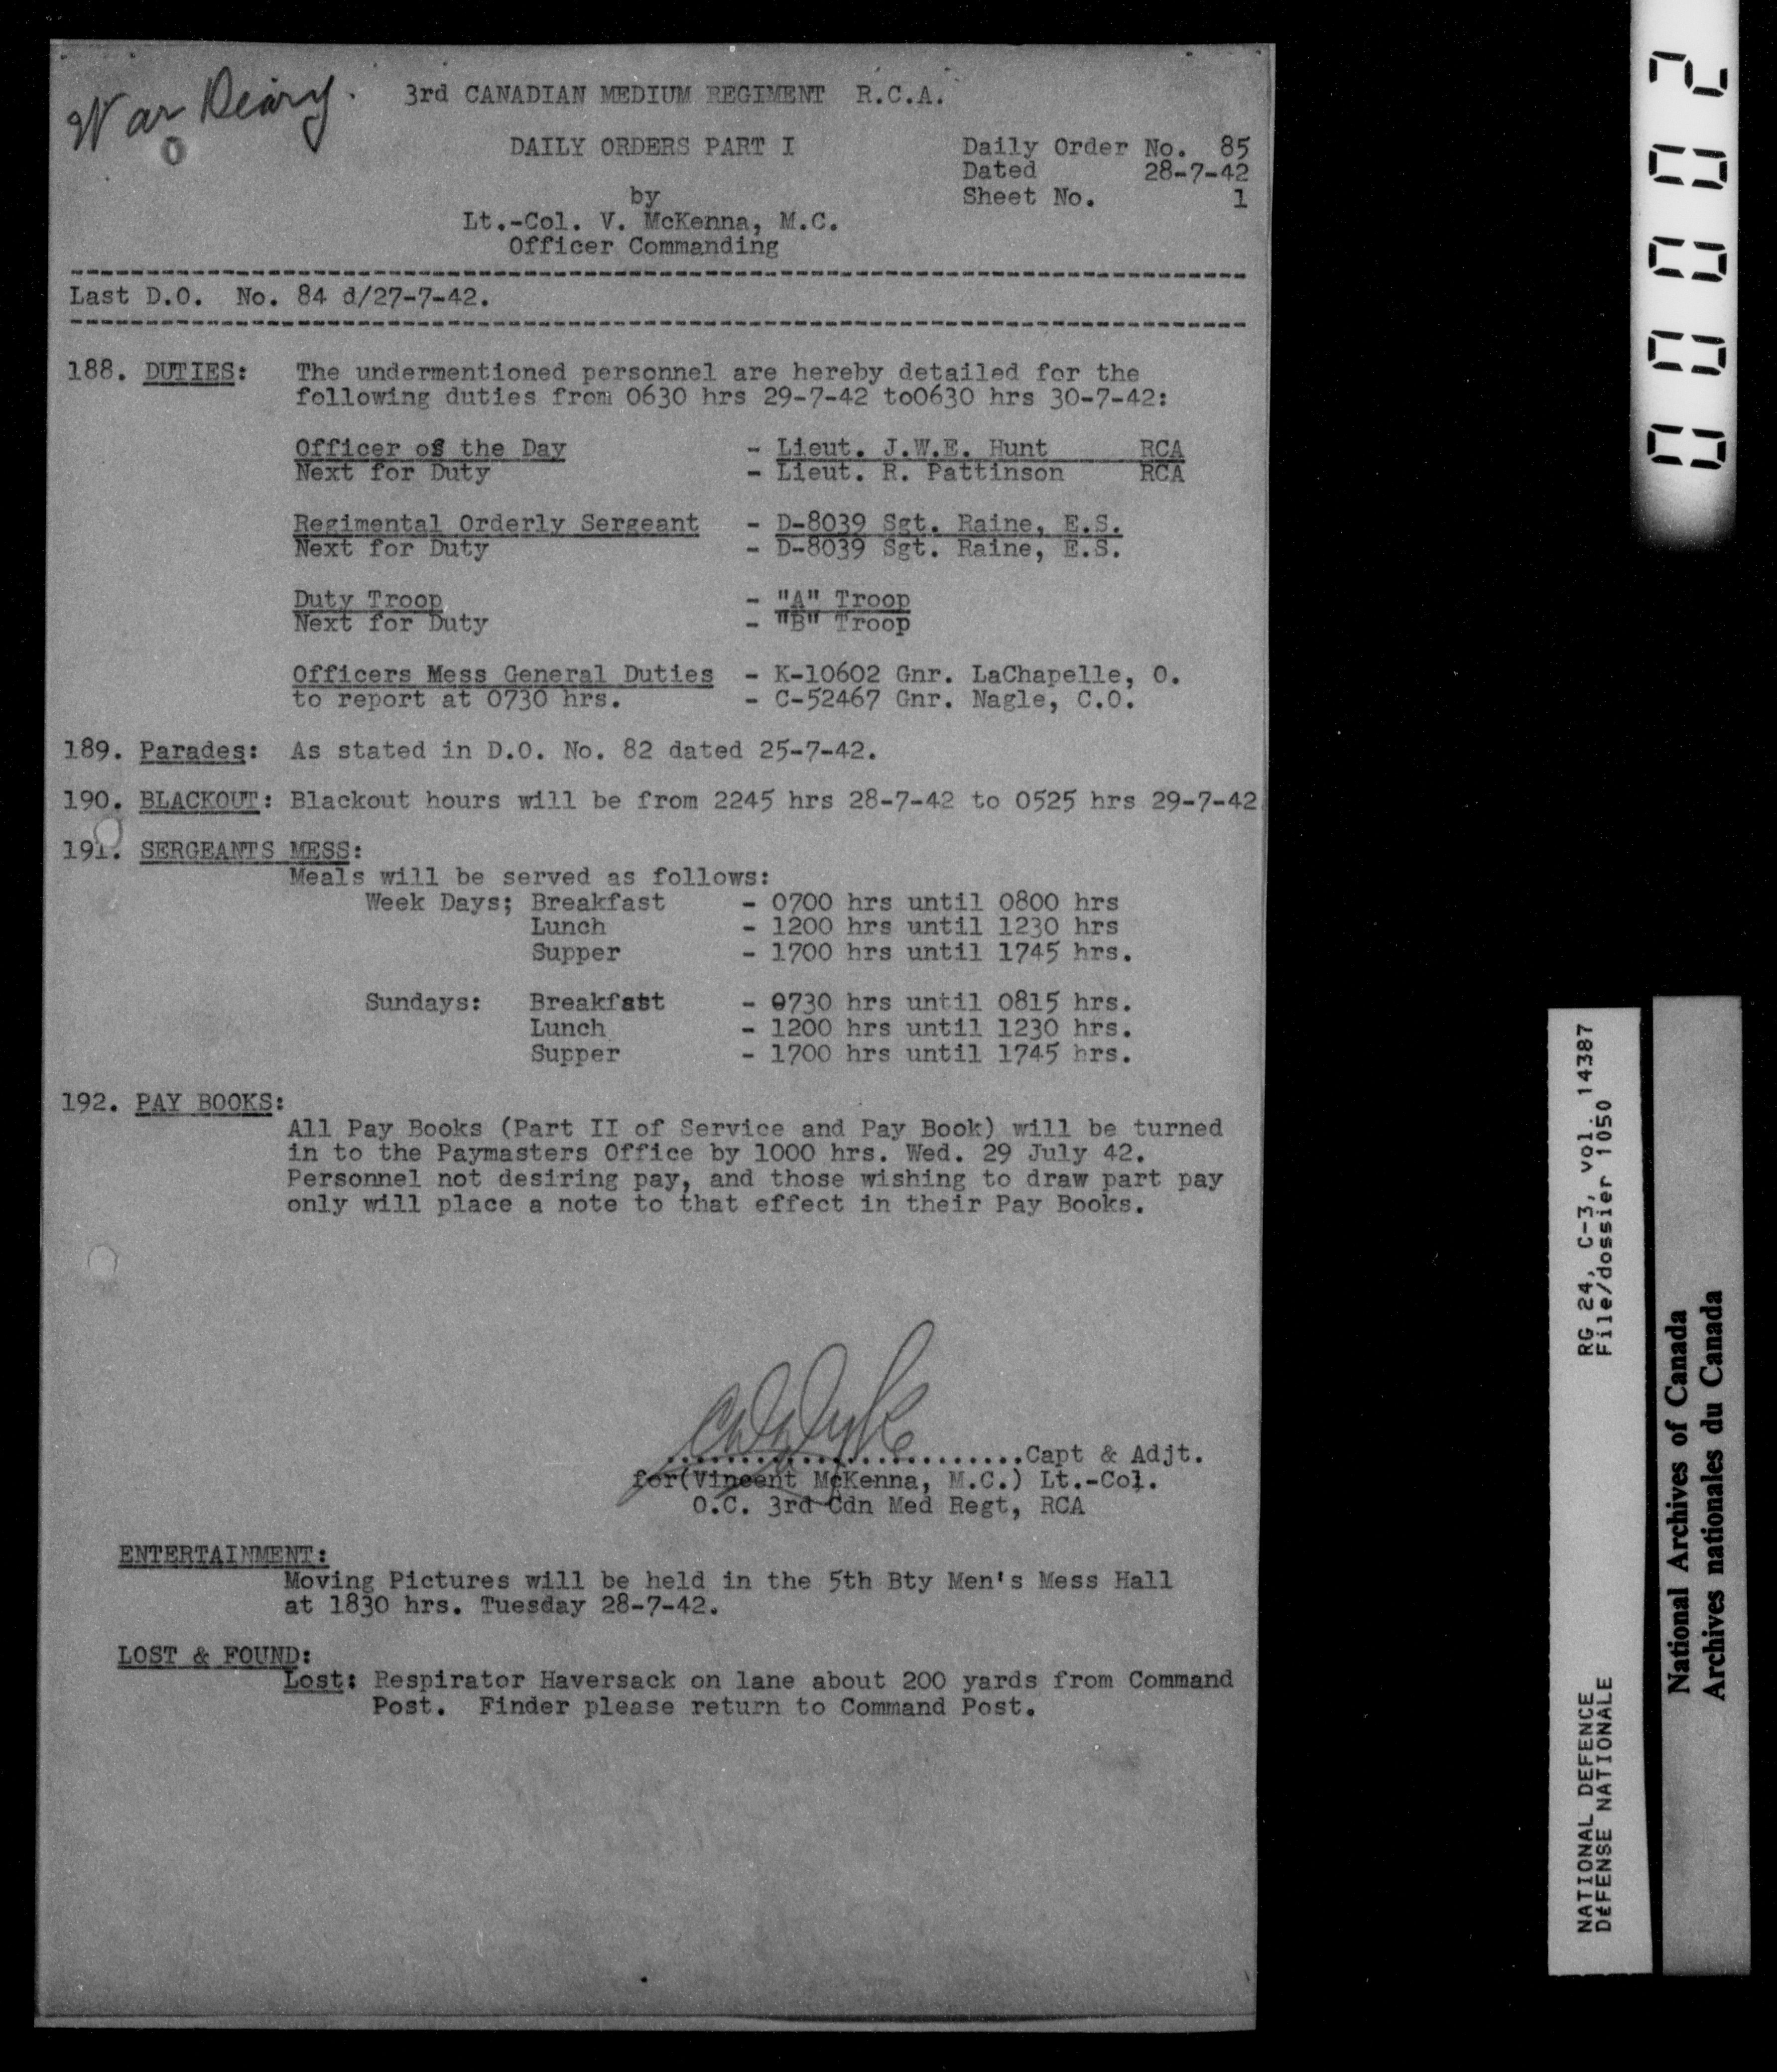 War Diary.
3rd CANADIAN MEDIUM REGIMENT R.C.A.
DAILY ORDERS PART I
Daily Order No. 85
Dated 28-7-42
Sheet No. 1
by
Lt.-Col. V. McKenna, M.C.
Officer Commanding
Last D.O. No. 84 d/27-7-42.
188. DUTIES: The undermentioned personnel are hereby detailed for the
following duties from 0630 hrs 29-7-42 to0630 hrs 30-7-42:
Officer of the Day - Lieut. J.W.E. Hunt RCA
Next for Duty - Lieut. R. Pattinson RCA
Regimental Orderly Sergeant - D-8039 Sgt. Raine, E.S.
Next for Duty - D-8039 Sgt. Raine, E.S.
Duty Troop - "A" Troop
Next for Duty - "B" Troop
Officers Mess General Duties - K-10602 Gnr. LaChapelle, O.
to report at 0730 hrs. - C-52467 Gnr. Nagle, C.O.
189. Parades: As stated in D.O. No. 82 dated 25-7-42.
190. BLACKOUT: Blackout hours will be from 2245 hrs 28-7-42 to 0525 hrs 29-7-42
191. SERGEANTS MESS:
Meals will be served as follows:
Week Days; Breakfast - 0700 hrs until 0800 hrs
Lunch - 1200 hrs until 1230 hrs
Supper - 1700 hrs until 1745 hrs.
Sundays: Breakfast - 0730 hrs until 0815 hrs.
Lunch - 1200 hrs until 1230 hrs.
Supper - 1700 hrs until 1745 hrs.
192. PAY BOOKS:
All Pay Books (Part II of Service and Pay Book) will be turned
in to the Paymasters Office by 1000 hrs. Wed. 29 July 42.
Personnel not desiring pay, and those wishing to draw part pay
only will place a note to that effect in their Pay Books.
........................Capt & Adjt.
for(Vincent McKenna, M.C.) Lt.-Col.
O.C. 3rd Cdn Med Regt, RCA
ENTERTAINMENT:
Moving Pictures will be held in the 5th Bty Men's Mess Hall
at 1830 hrs. Tuesday 28-7-42.
LOST & FOUND:
Lost: Respirator Haversack on lane about 200 yards from Command
Post. Finder please return to Command Post.
00002
RG 24, C-3, vol. 14387
File/dossier 1050
NATIONAL DEFENCE
DÉFENSE NATIONALE
National Archives of Canada
Archives nationales du Canada